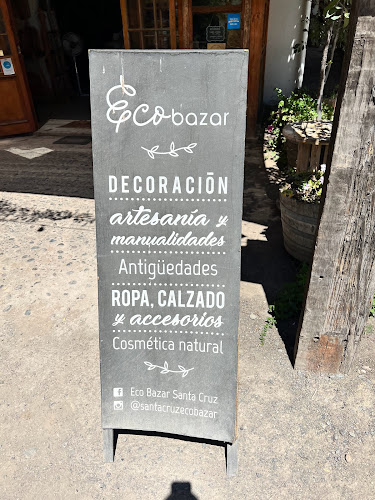 Eco bazar
DECORACIÓN
artesanía y
manualidades
Antigüedades
ROPA, CALZADO
y accesorios
Cosmética natural
Eco Bazar Santa Cruz
@santacruzecobazar